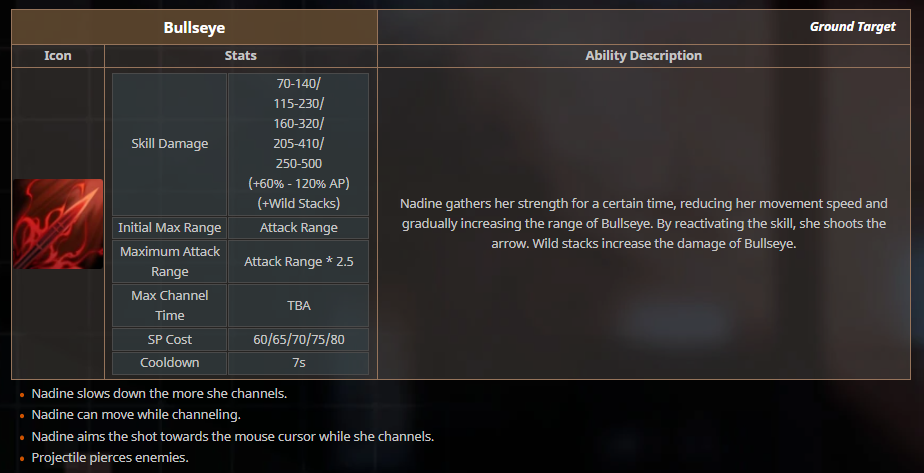 Bullseye
Ground Target
Icon
Stats
Ability Description
Skill Damage
70-140/
115-230/
160-320/
205-410/
250-500
(+60% - 120% AP)
(+Wild Stacks)
Initial Max Range
Attack Range
Maximum Attack
Range
Attack Range * 2.5
Max Channel
Time
TBA
SP Cost
60/65/70/75/80
Cooldown
7s
Nadine gathers her strength for a certain time, reducing her movement speed and
gradually increasing the range of Bullseye. By reactivating the skill, she shoots the
arrow. Wild stacks increase the damage of Bullseye.
Nadine slows down the more she channels.
Nadine can move while channeling.
Nadine aims the shot towards the mouse cursor while she channels.
Projectile pierces enemies.